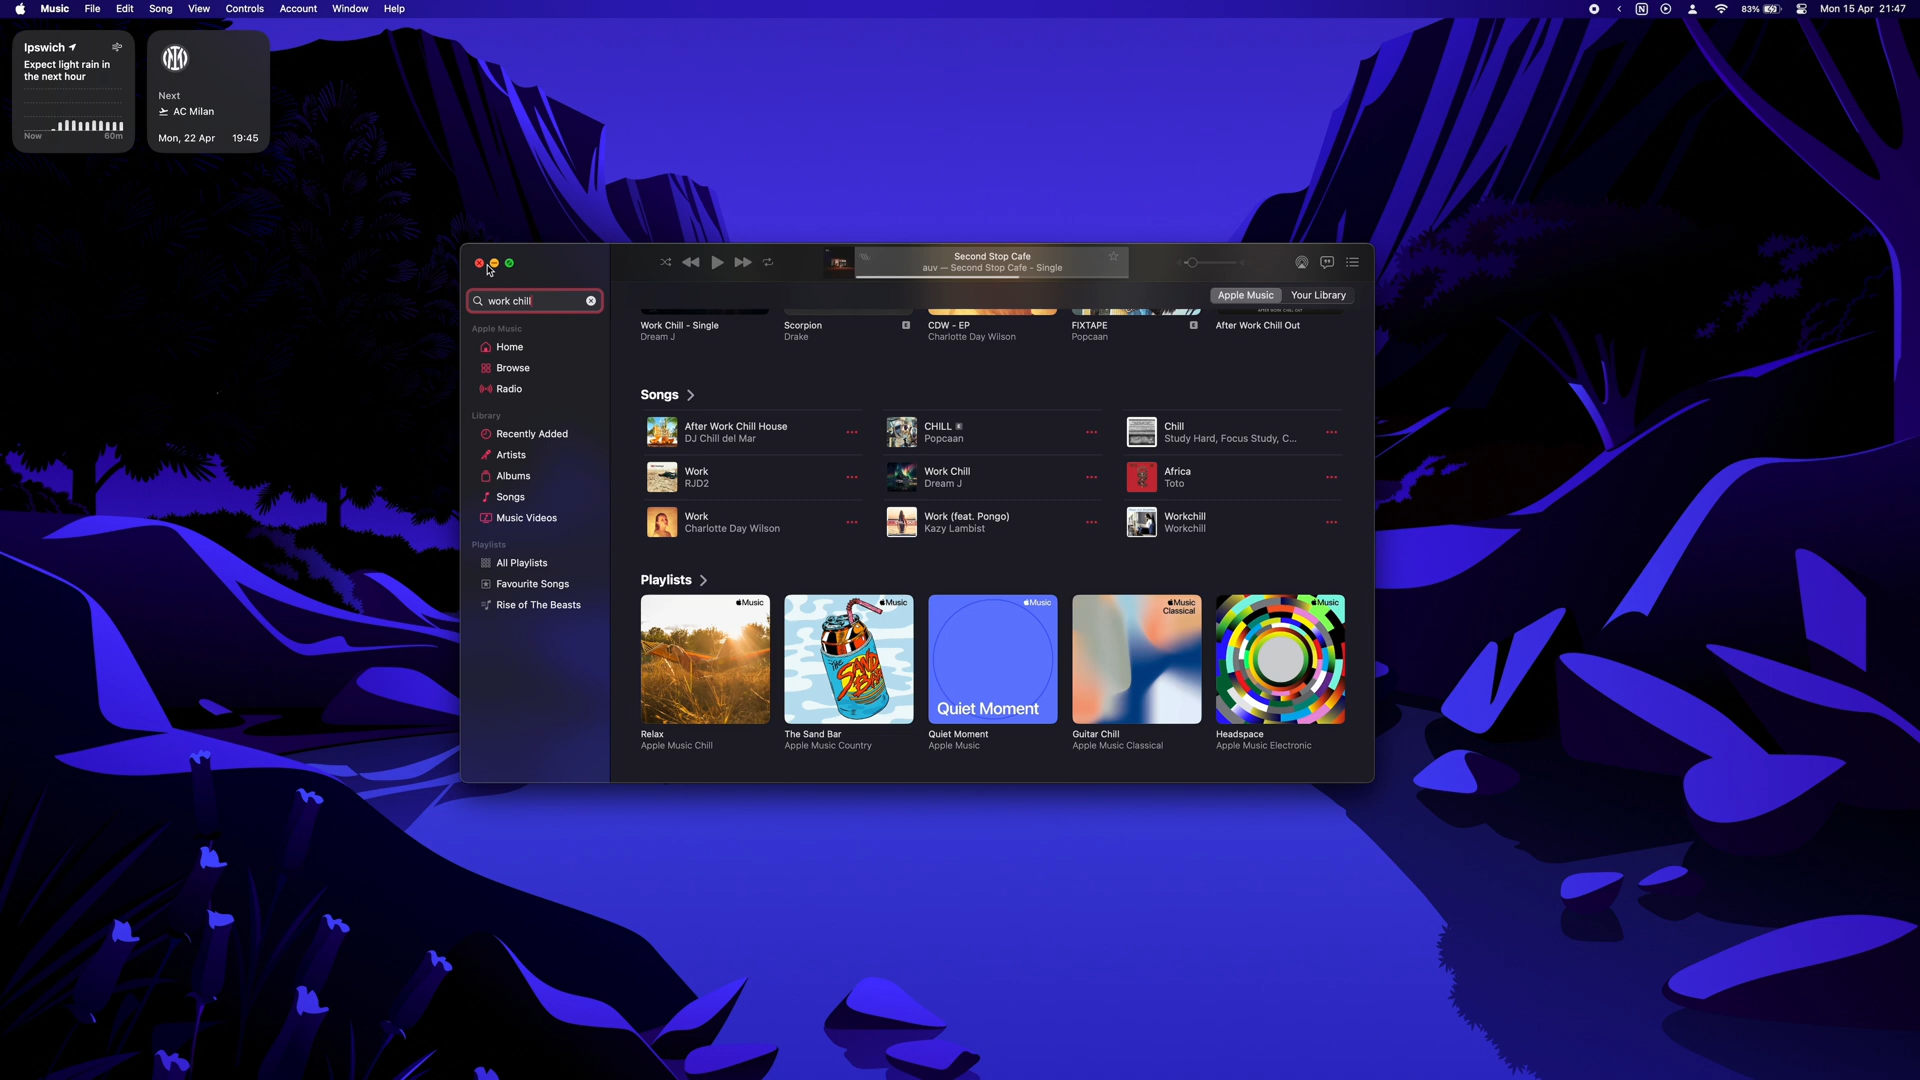 Music File Edit Song View Controls Account Window Help 83% Mon 15 Apr 21:47
Ipswich
Expect light rain in
the next hour
Now 60m
Next
AC Milan
Mon, 22 Apr 19:45
Second Stop Cafe
auv — Second Stop Cafe - Single
work chill
Apple Music Your Library
Apple Music
Home
Browse
Radio
Library
Recently Added
Artists
Albums
Songs
Music Videos
Playlists
All Playlists
Favourite Songs
Rise of The Beasts
AFTER WORK CHILL OUT
Work Chill - Single
Dream J
Scorpion E
Drake
CDW - EP
Charlotte Day Wilson
FIXTAPE E
Popcaan
After Work Chill Out
Songs
After Work Chill House
DJ Chill del Mar
CHILL E
Popcaan
Chill
Study Hard, Focus Study, C...
Work
RJD2
Work Chill
Dream J
Africa
Toto
Work
Charlotte Day Wilson
Work (feat. Pongo)
Kazy Lambist
Workchill
Workchill
Playlists
Music
Relax
Apple Music Chill
Music
THE SAND BAR
The Sand Bar
Apple Music Country
Music
Quiet Moment
Quiet Moment
Apple Music
Music
Classical
Guitar Chill
Apple Music Classical
Music
Headspace
Apple Music Electronic